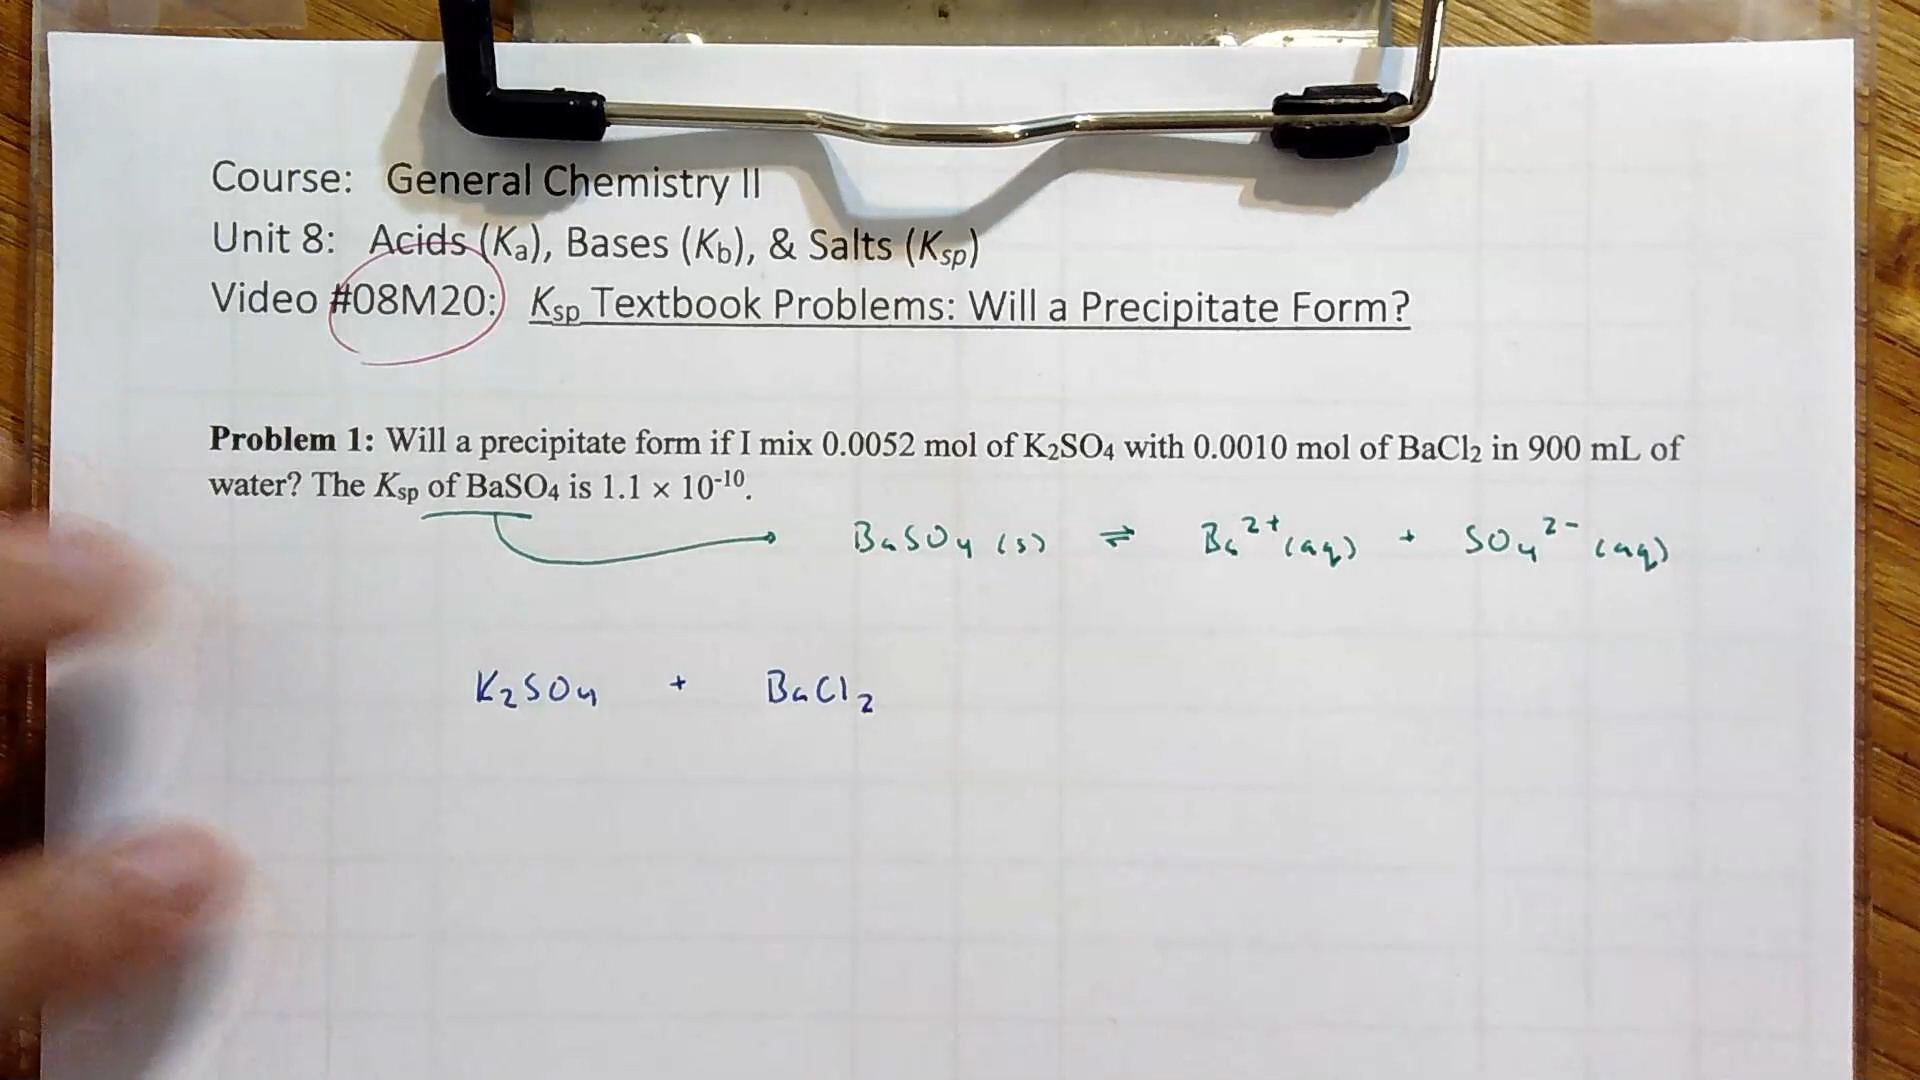 Course: General Chemistry II
Unit 8: Acids (Kₐ), Bases (K_b), & Salts (Kₛₚ)
Video #08M20: Kₛₚ Textbook Problems: Will a Precipitate Form?
Problem 1: Will a precipitate form if I mix 0.0052 mol of K₂SO₄ with 0.0010 mol of BaCl₂ in 900 mL of
water? The Kₛₚ of BaSO₄ is 1.1 × 10⁻¹⁰.
BaSO₄ (s) ⇌ Ba²⁺ (aq) + SO₄²⁻ (aq)
K₂SO₄ + BaCl₂